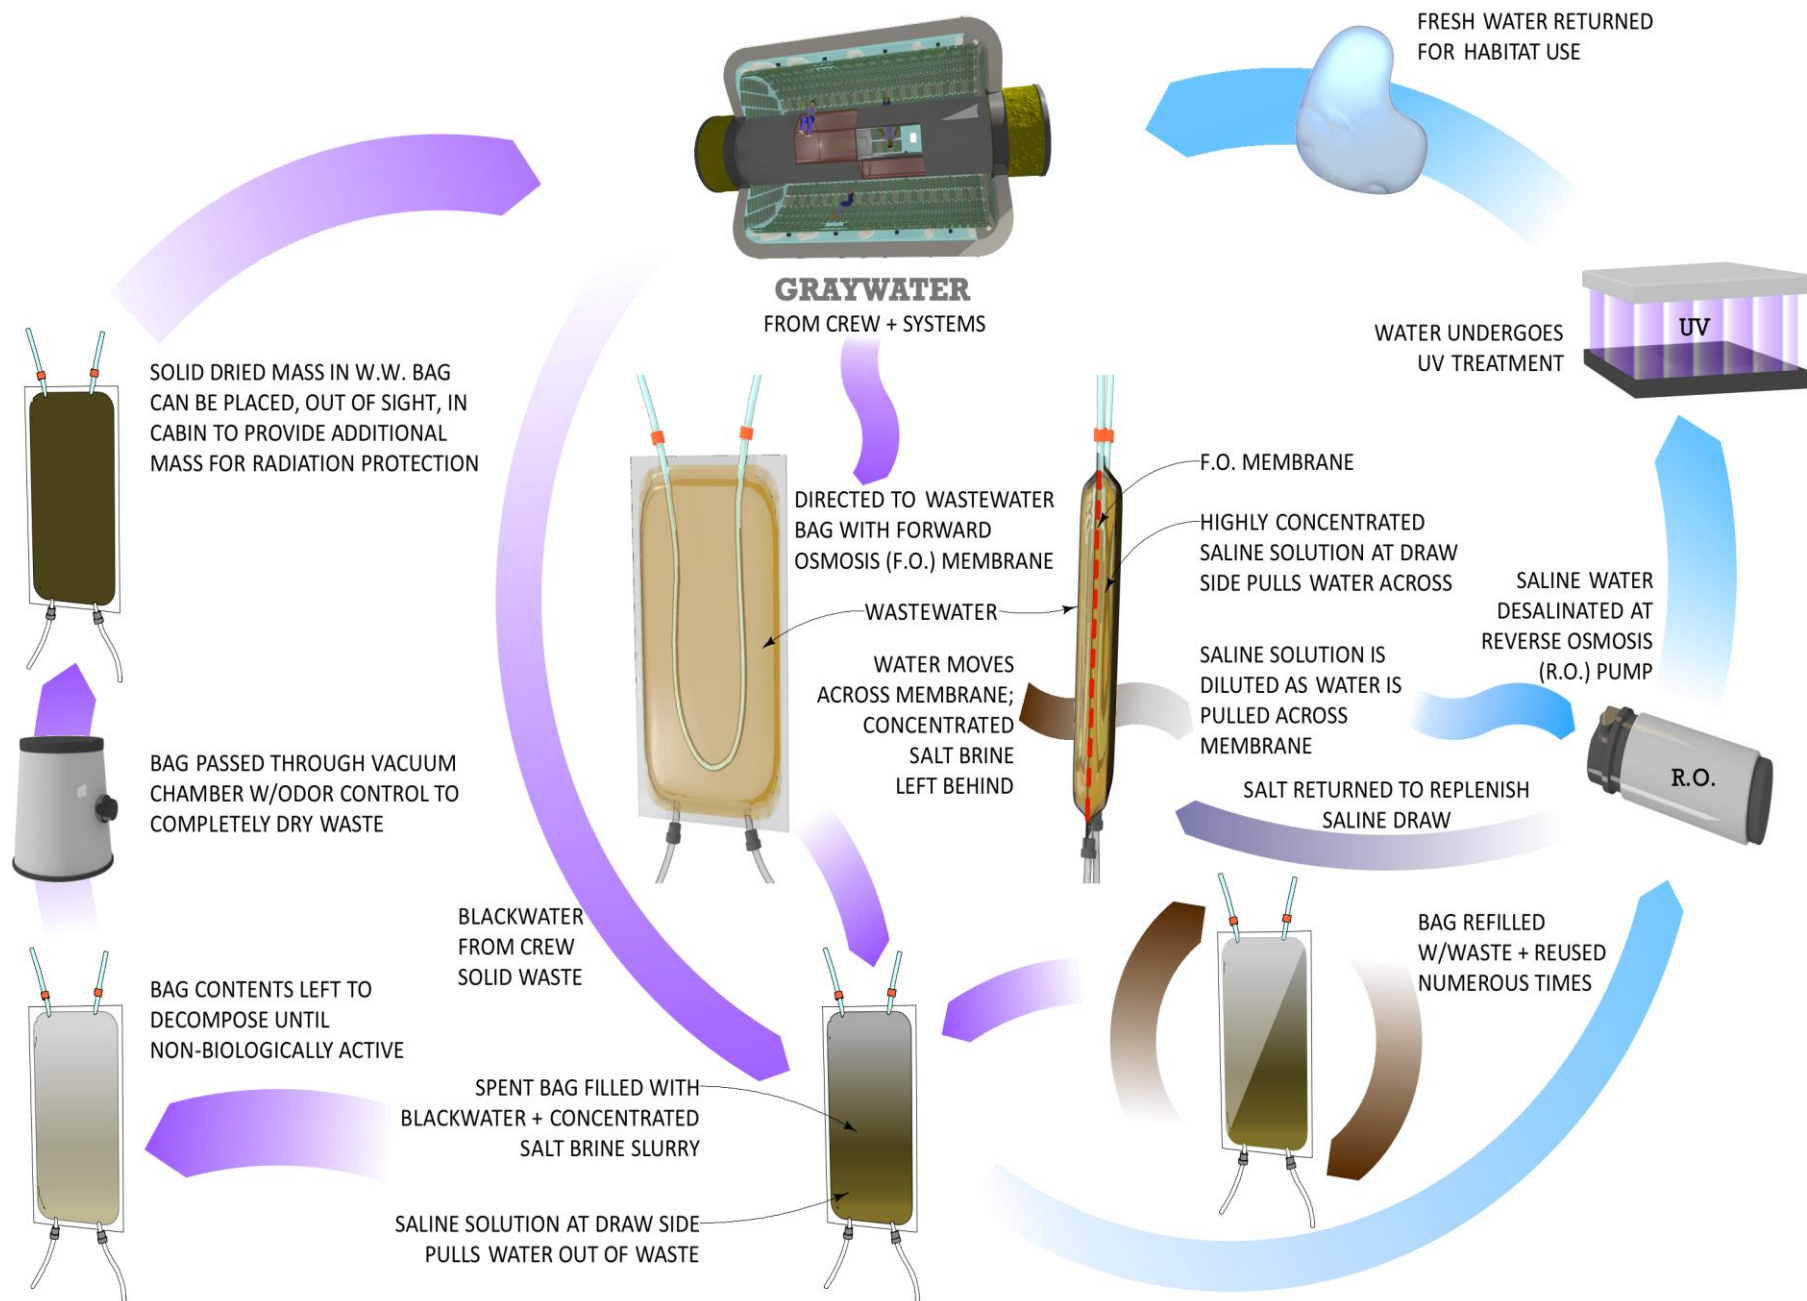 FRESH WATER RETURNED
FOR HABITAT USE
GRAYWATER
FROM CREW + SYSTEMS
UV
WATER UNDERGOES
UV TREATMENT
SOLID DRIED MASS IN W.W. BAG
CAN BE PLACED, OUT OF SIGHT, IN
CABIN TO PROVIDE ADDITIONAL
MASS FOR RADIATION PROTECTION
DIRECTED TO WASTEWATER
BAG WITH FORWARD
OSMOSIS (F.O.) MEMBRANE
F.O. MEMBRANE
HIGHLY CONCENTRATED
SALINE SOLUTION AT DRAW
SIDE PULLS WATER ACROSS
WASTEWATER
SALINE WATER
DESALINATED AT
REVERSE OSMOSIS
(R.O.) PUMP
WATER MOVES
ACROSS MEMBRANE;
CONCENTRATED
SALT BRINE
LEFT BEHIND
SALINE SOLUTION IS
DILUTED AS WATER IS
PULLED ACROSS
MEMBRANE
R.O.
BAG PASSED THROUGH VACUUM
CHAMBER W/ODOR CONTROL TO
COMPLETELY DRY WASTE
SALT RETURNED TO REPLENISH
SALINE DRAW
BLACKWATER
FROM CREW
SOLID WASTE
BAG REFILLED
W/WASTE + REUSED
NUMEROUS TIMES
BAG CONTENTS LEFT TO
DECOMPOSE UNTIL
NON-BIOLOGICALLY ACTIVE
SPENT BAG FILLED WITH
BLACKWATER + CONCENTRATED
SALT BRINE SLURRY
SALINE SOLUTION AT DRAW SIDE
PULLS WATER OUT OF WASTE